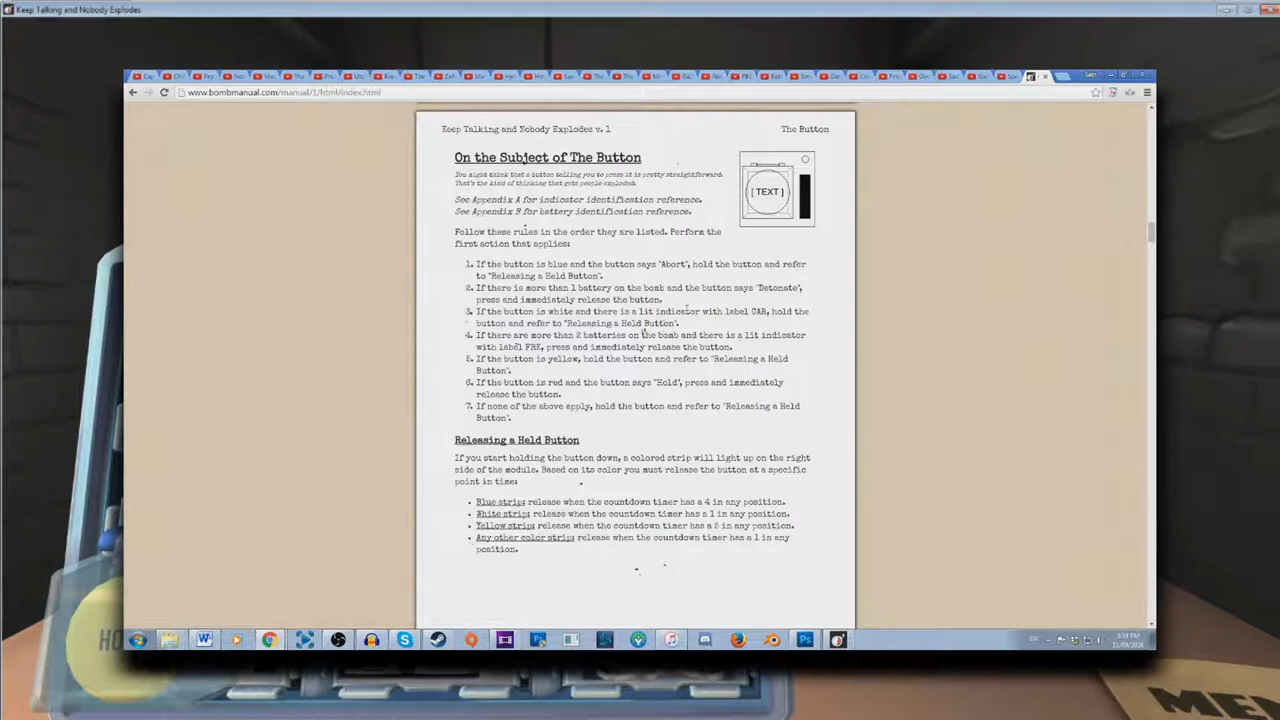 Keep Talking and Nobody Explodes
www.bombmanual.com/manual/1/html/index.html
Keep Talking and Nobody Explodes v. 1
The Button
On the Subject of The Button
You might think that a button telling you to press it is pretty straightforward.
That's the kind of thinking that gets people exploded.
[ TEXT ]
See Appendix A for indicator identification reference.
See Appendix B for battery identification reference.
Follow these rules in the order they are listed. Perform the
first action that applies:
1. If the button is blue and the button says "Abort", hold the button and refer
to "Releasing a Held Button".
2. If there is more than 1 battery on the bomb and the button says "Detonate",
press and immediately release the button.
3. If the button is white and there is a lit indicator with label CAR, hold the
button and refer to "Releasing a Held Button".
4. If there are more than 2 batteries on the bomb and there is a lit indicator
with label FRK, press and immediately release the button.
5. If the button is yellow, hold the button and refer to "Releasing a Held
Button".
6. If the button is red and the button says "Hold", press and immediately
release the button.
7. If none of the above apply, hold the button and refer to "Releasing a Held
Button".
Releasing a Held Button
If you start holding the button down, a colored strip will light up on the right
side of the module. Based on its color you must release the button at a specific
point in time:
• Blue strip: release when the countdown timer has a 4 in any position.
• White strip: release when the countdown timer has a 1 in any position.
• Yellow strip: release when the countdown timer has a 5 in any position.
• Any other color strip: release when the countdown timer has a 1 in any
position.
HO
EN